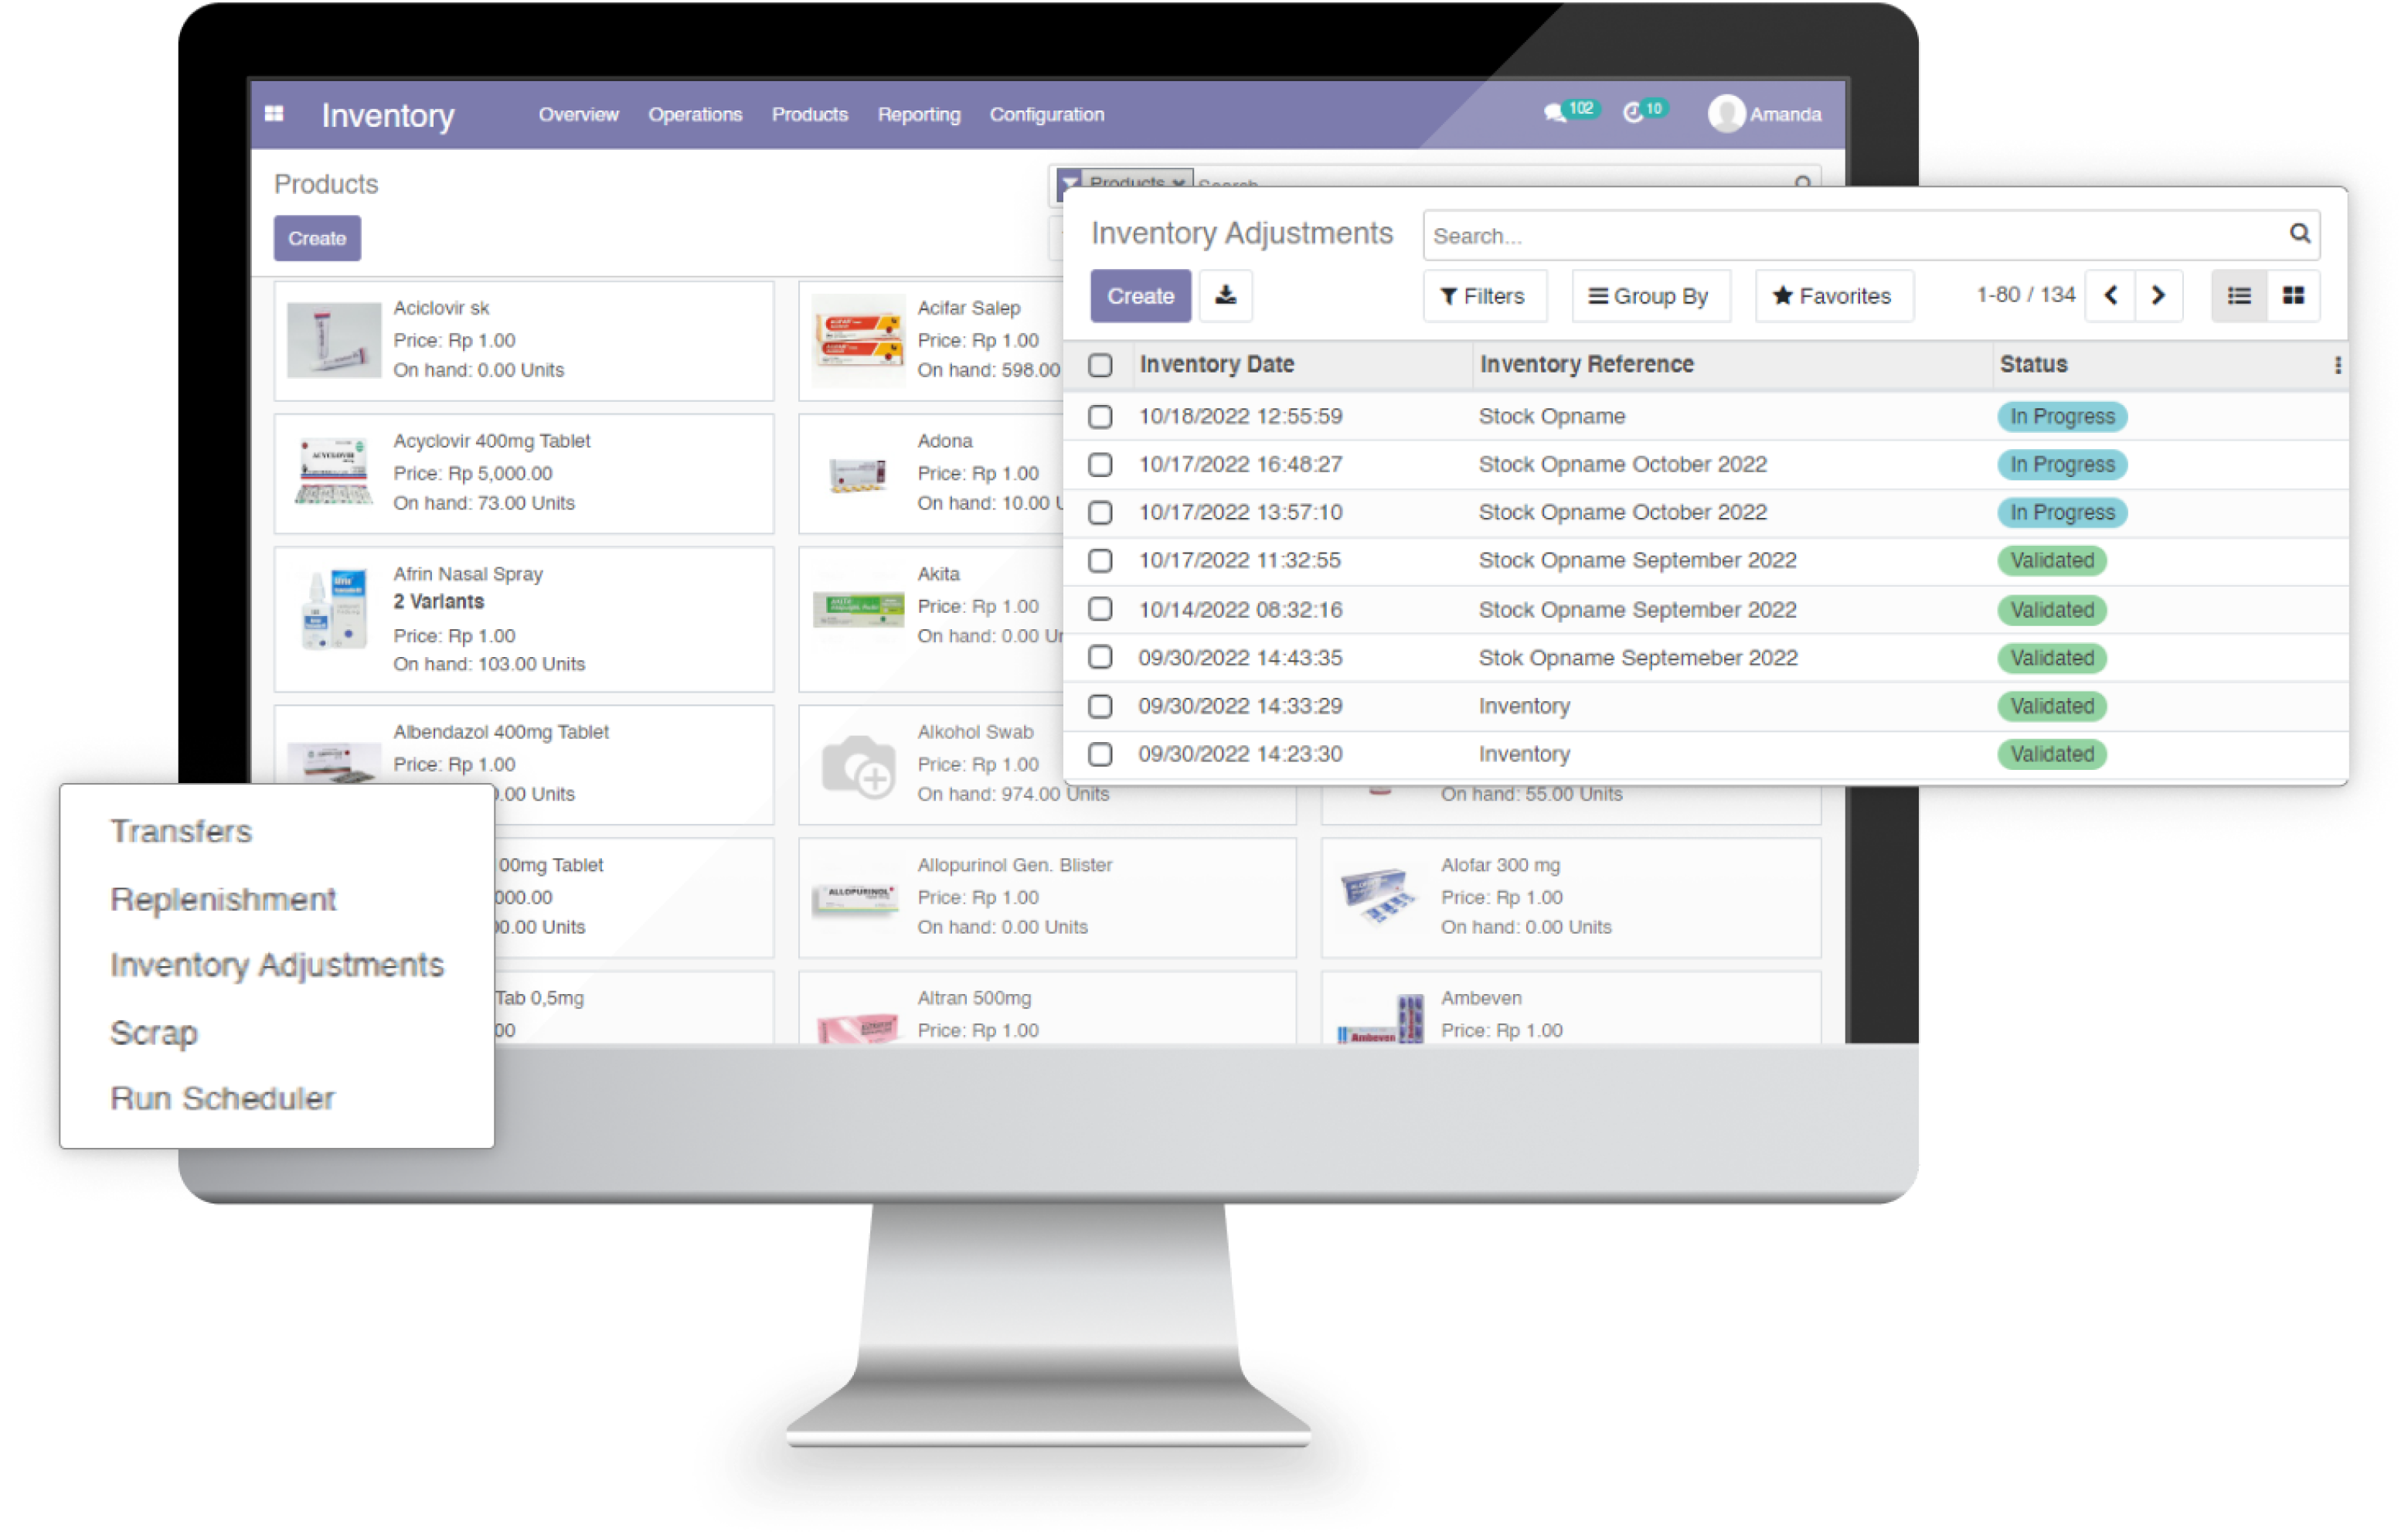 Inventory Overview Operations Products Reporting Configuration 102 10 Amanda
Products
Products Search
Create
Aciclovir sk
Price: Rp 1.00
On hand: 0.00 Units
Acifar Salep
Price: Rp 1.00
On hand: 598.00
Acyclovir 400mg Tablet
Price: Rp 5,000.00
On hand: 73.00 Units
ACYCLOVIR
Adona
Price: Rp 1.00
On hand: 10.00
Afrin Nasal Spray
2 Variants
Price: Rp 1.00
On hand: 103.00 Units
Akita
Price: Rp 1.00
On hand: 0.00
Albendazol 400mg Tablet
Price: Rp 1.00
.00 Units
Alkohol Swab
Price: Rp 1.00
On hand: 974.00 Units
On hand: 55.00 Units
00mg Tablet
000.00
00.00 Units
Allopurinol Gen. Blister
Price: Rp 1.00
On hand: 0.00 Units
ALLOPURINOL
Alofar 300 mg
Price: Rp 1.00
On hand: 0.00 Units
Tab 0,5mg
00
Altran 500mg
Price: Rp 1.00
Ambeven
Price: Rp 1.00
Ambeven
Inventory Adjustments Search...
Create Filters Group By Favorites 1-80 / 134
Inventory Date Inventory Reference Status
10/18/2022 12:55:59 Stock Opname In Progress
10/17/2022 16:48:27 Stock Opname October 2022 In Progress
10/17/2022 13:57:10 Stock Opname October 2022 In Progress
10/17/2022 11:32:55 Stock Opname September 2022 Validated
10/14/2022 08:32:16 Stock Opname September 2022 Validated
09/30/2022 14:43:35 Stok Opname Septemeber 2022 Validated
09/30/2022 14:33:29 Inventory Validated
09/30/2022 14:23:30 Inventory Validated
Transfers
Replenishment
Inventory Adjustments
Scrap
Run Scheduler